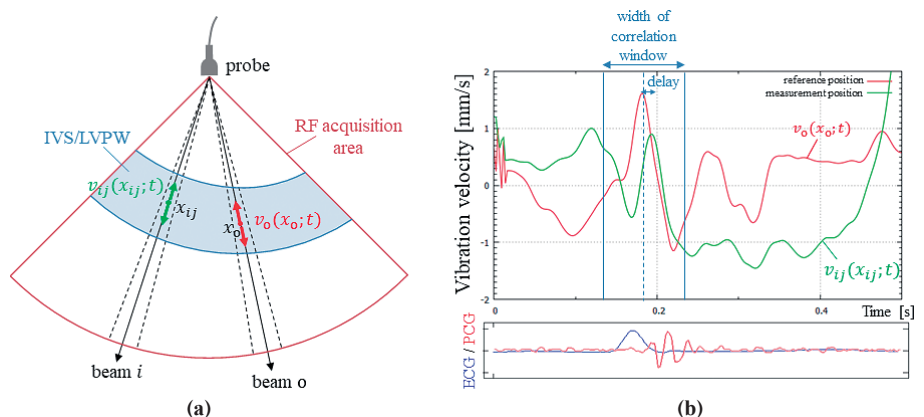 probe
IVS/LVPW
RF acquisition
area
v_ij(x_ij;t)
x_ij
x_o
v_o(x_o;t)
beam i
beam o
(a)
width of
correlation
window
delay
reference position
measurement position
v_o(x_o;t)
v_ij(x_ij;t)
Vibration velocity [mm/s]
2
1
0
-1
-2
0
0.2
0.4
Time [s]
ECG / PCG
(b)